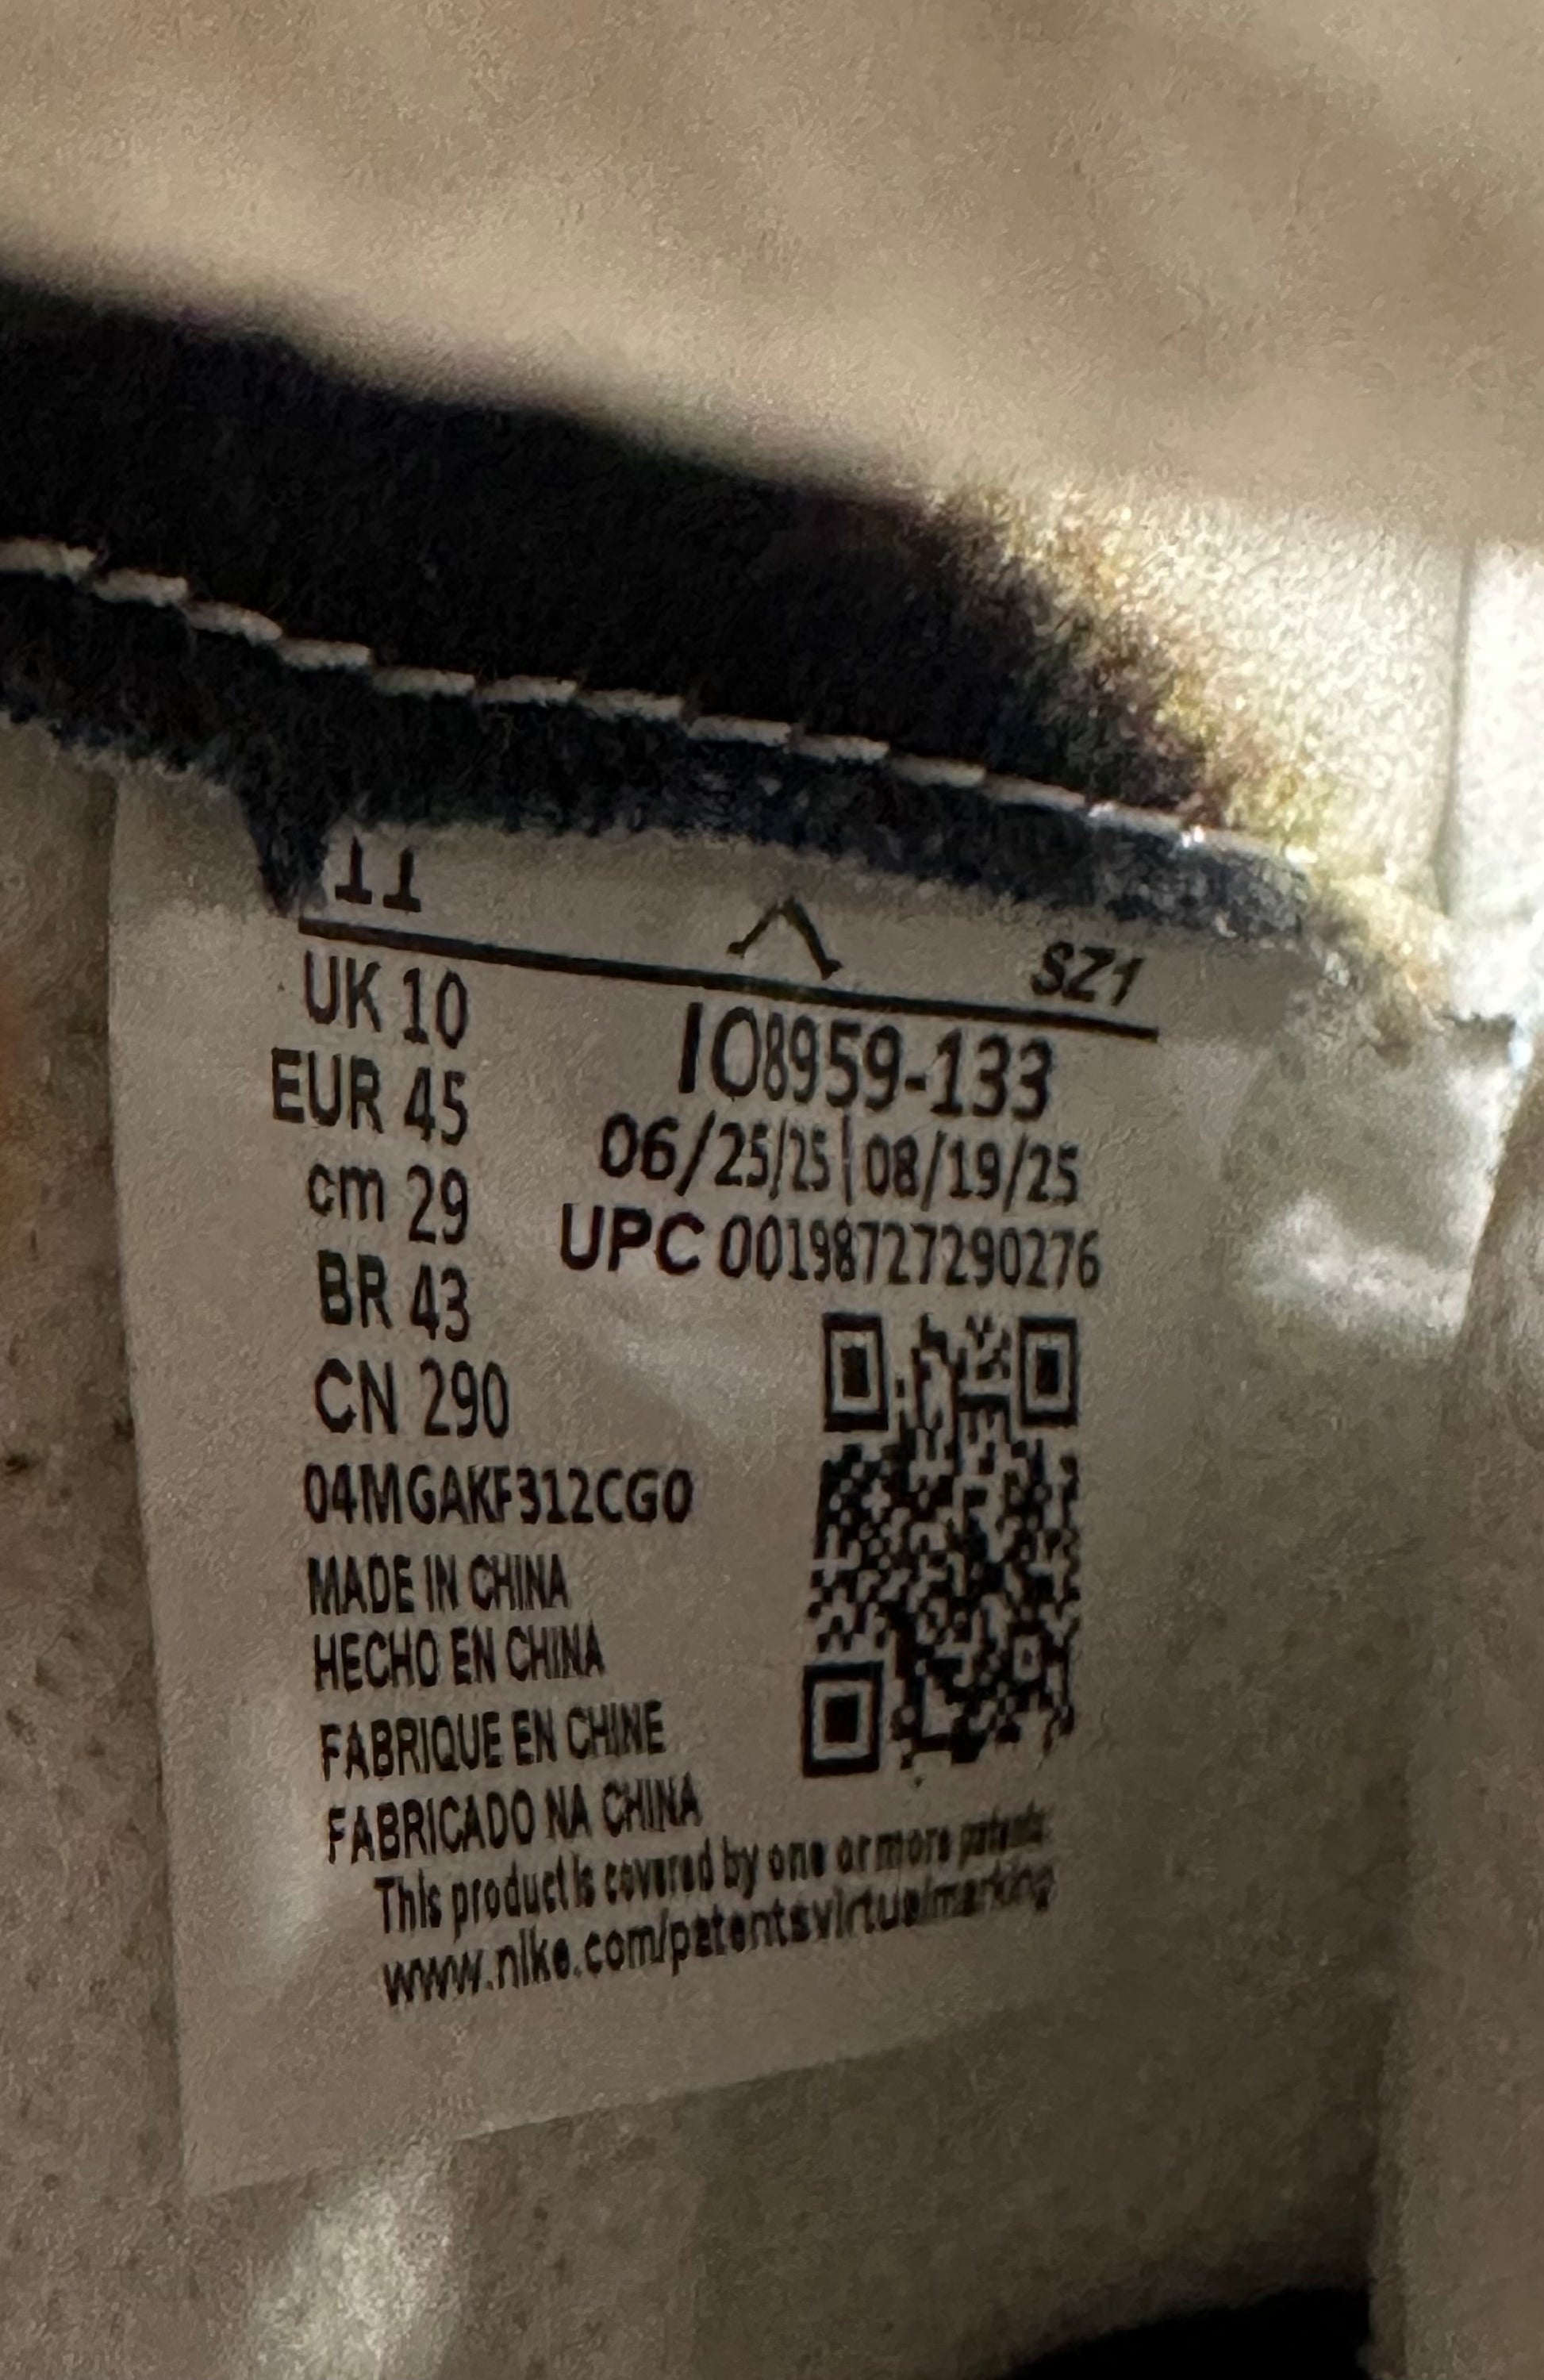 11
SZ1
UK 10
IO8959-133
EUR 45
06/25/25|08/19/25
cm 29
UPC 00198727290276
BR 43
CN 290
04MGAKF312CG0
MADE IN CHINA
HECHO EN CHINA
FABRIQUE EN CHINE
FABRICADO NA CHINA
This product is covered by one or more patents:
www.nike.com/patentsvirtualmarking